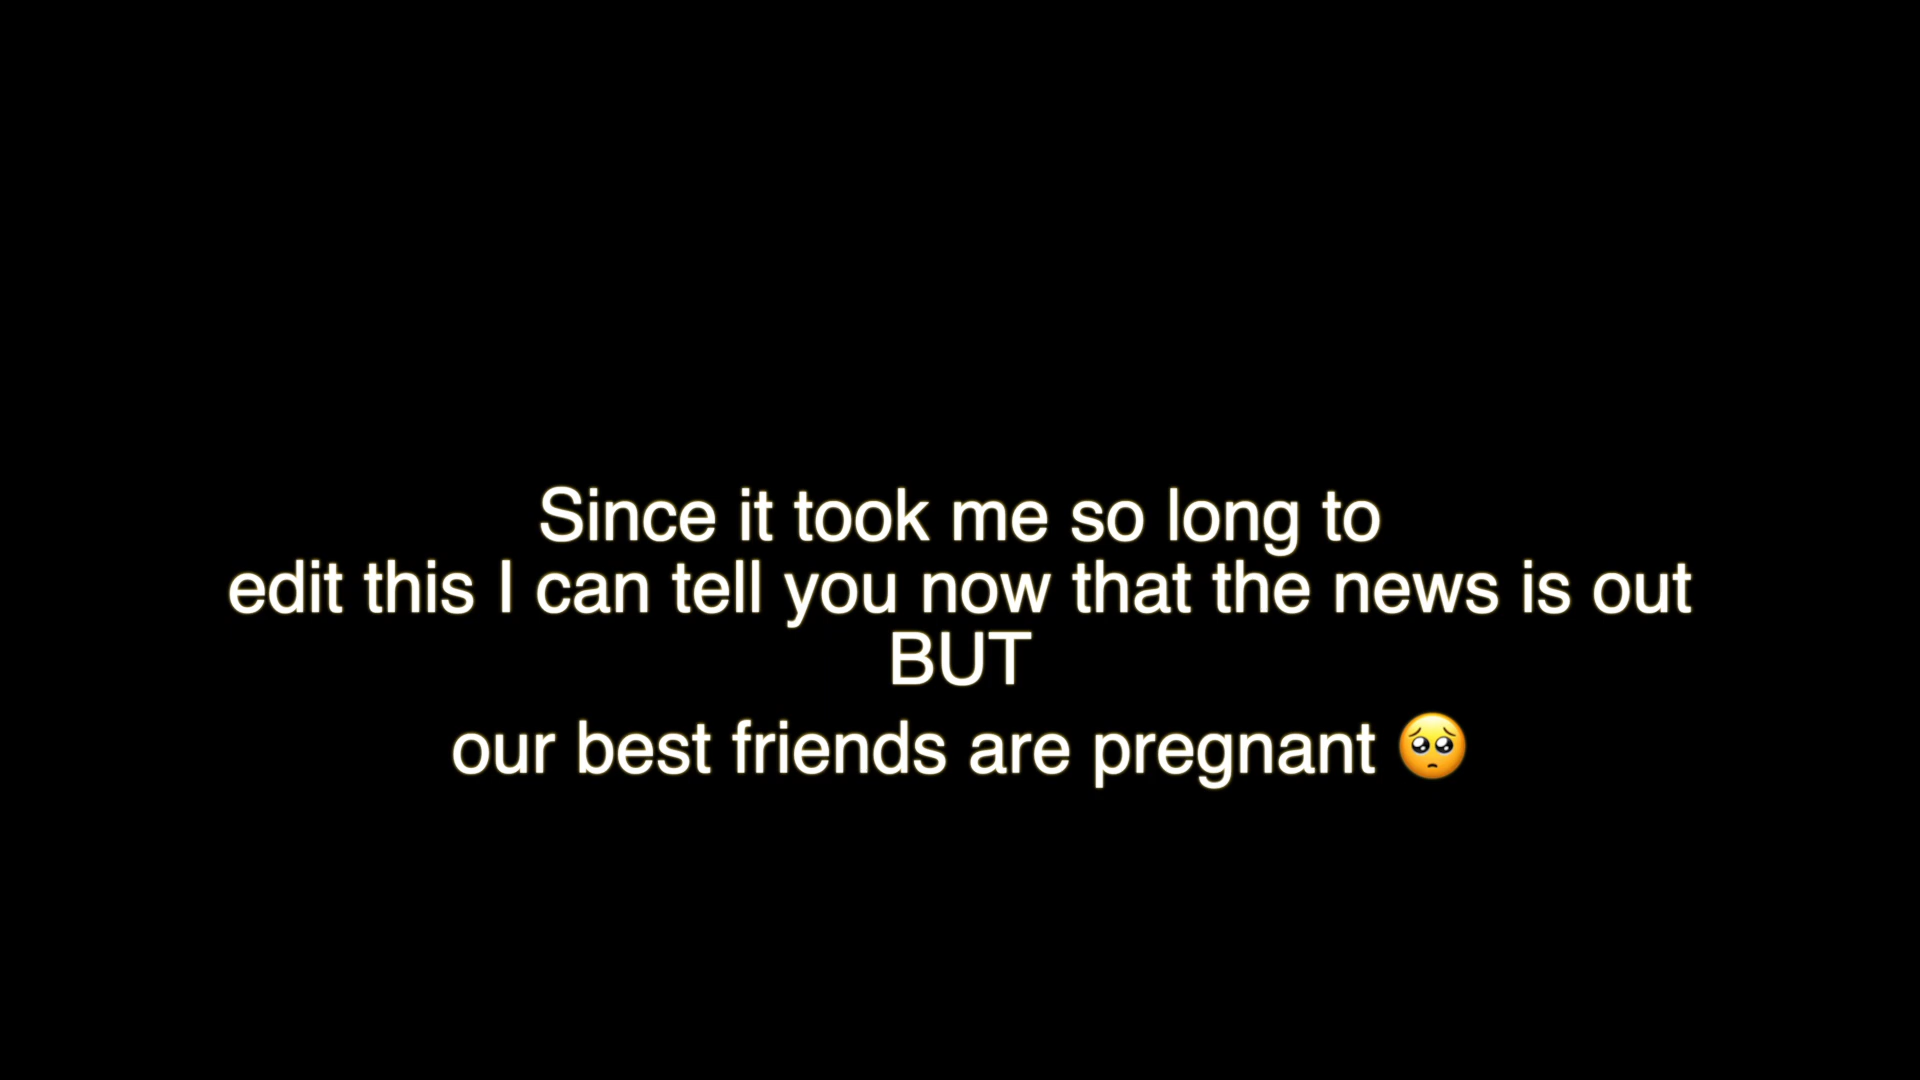 Since it took me so long to
edit this I can tell you now that the news is out
BUT
our best friends are pregnant 🥺